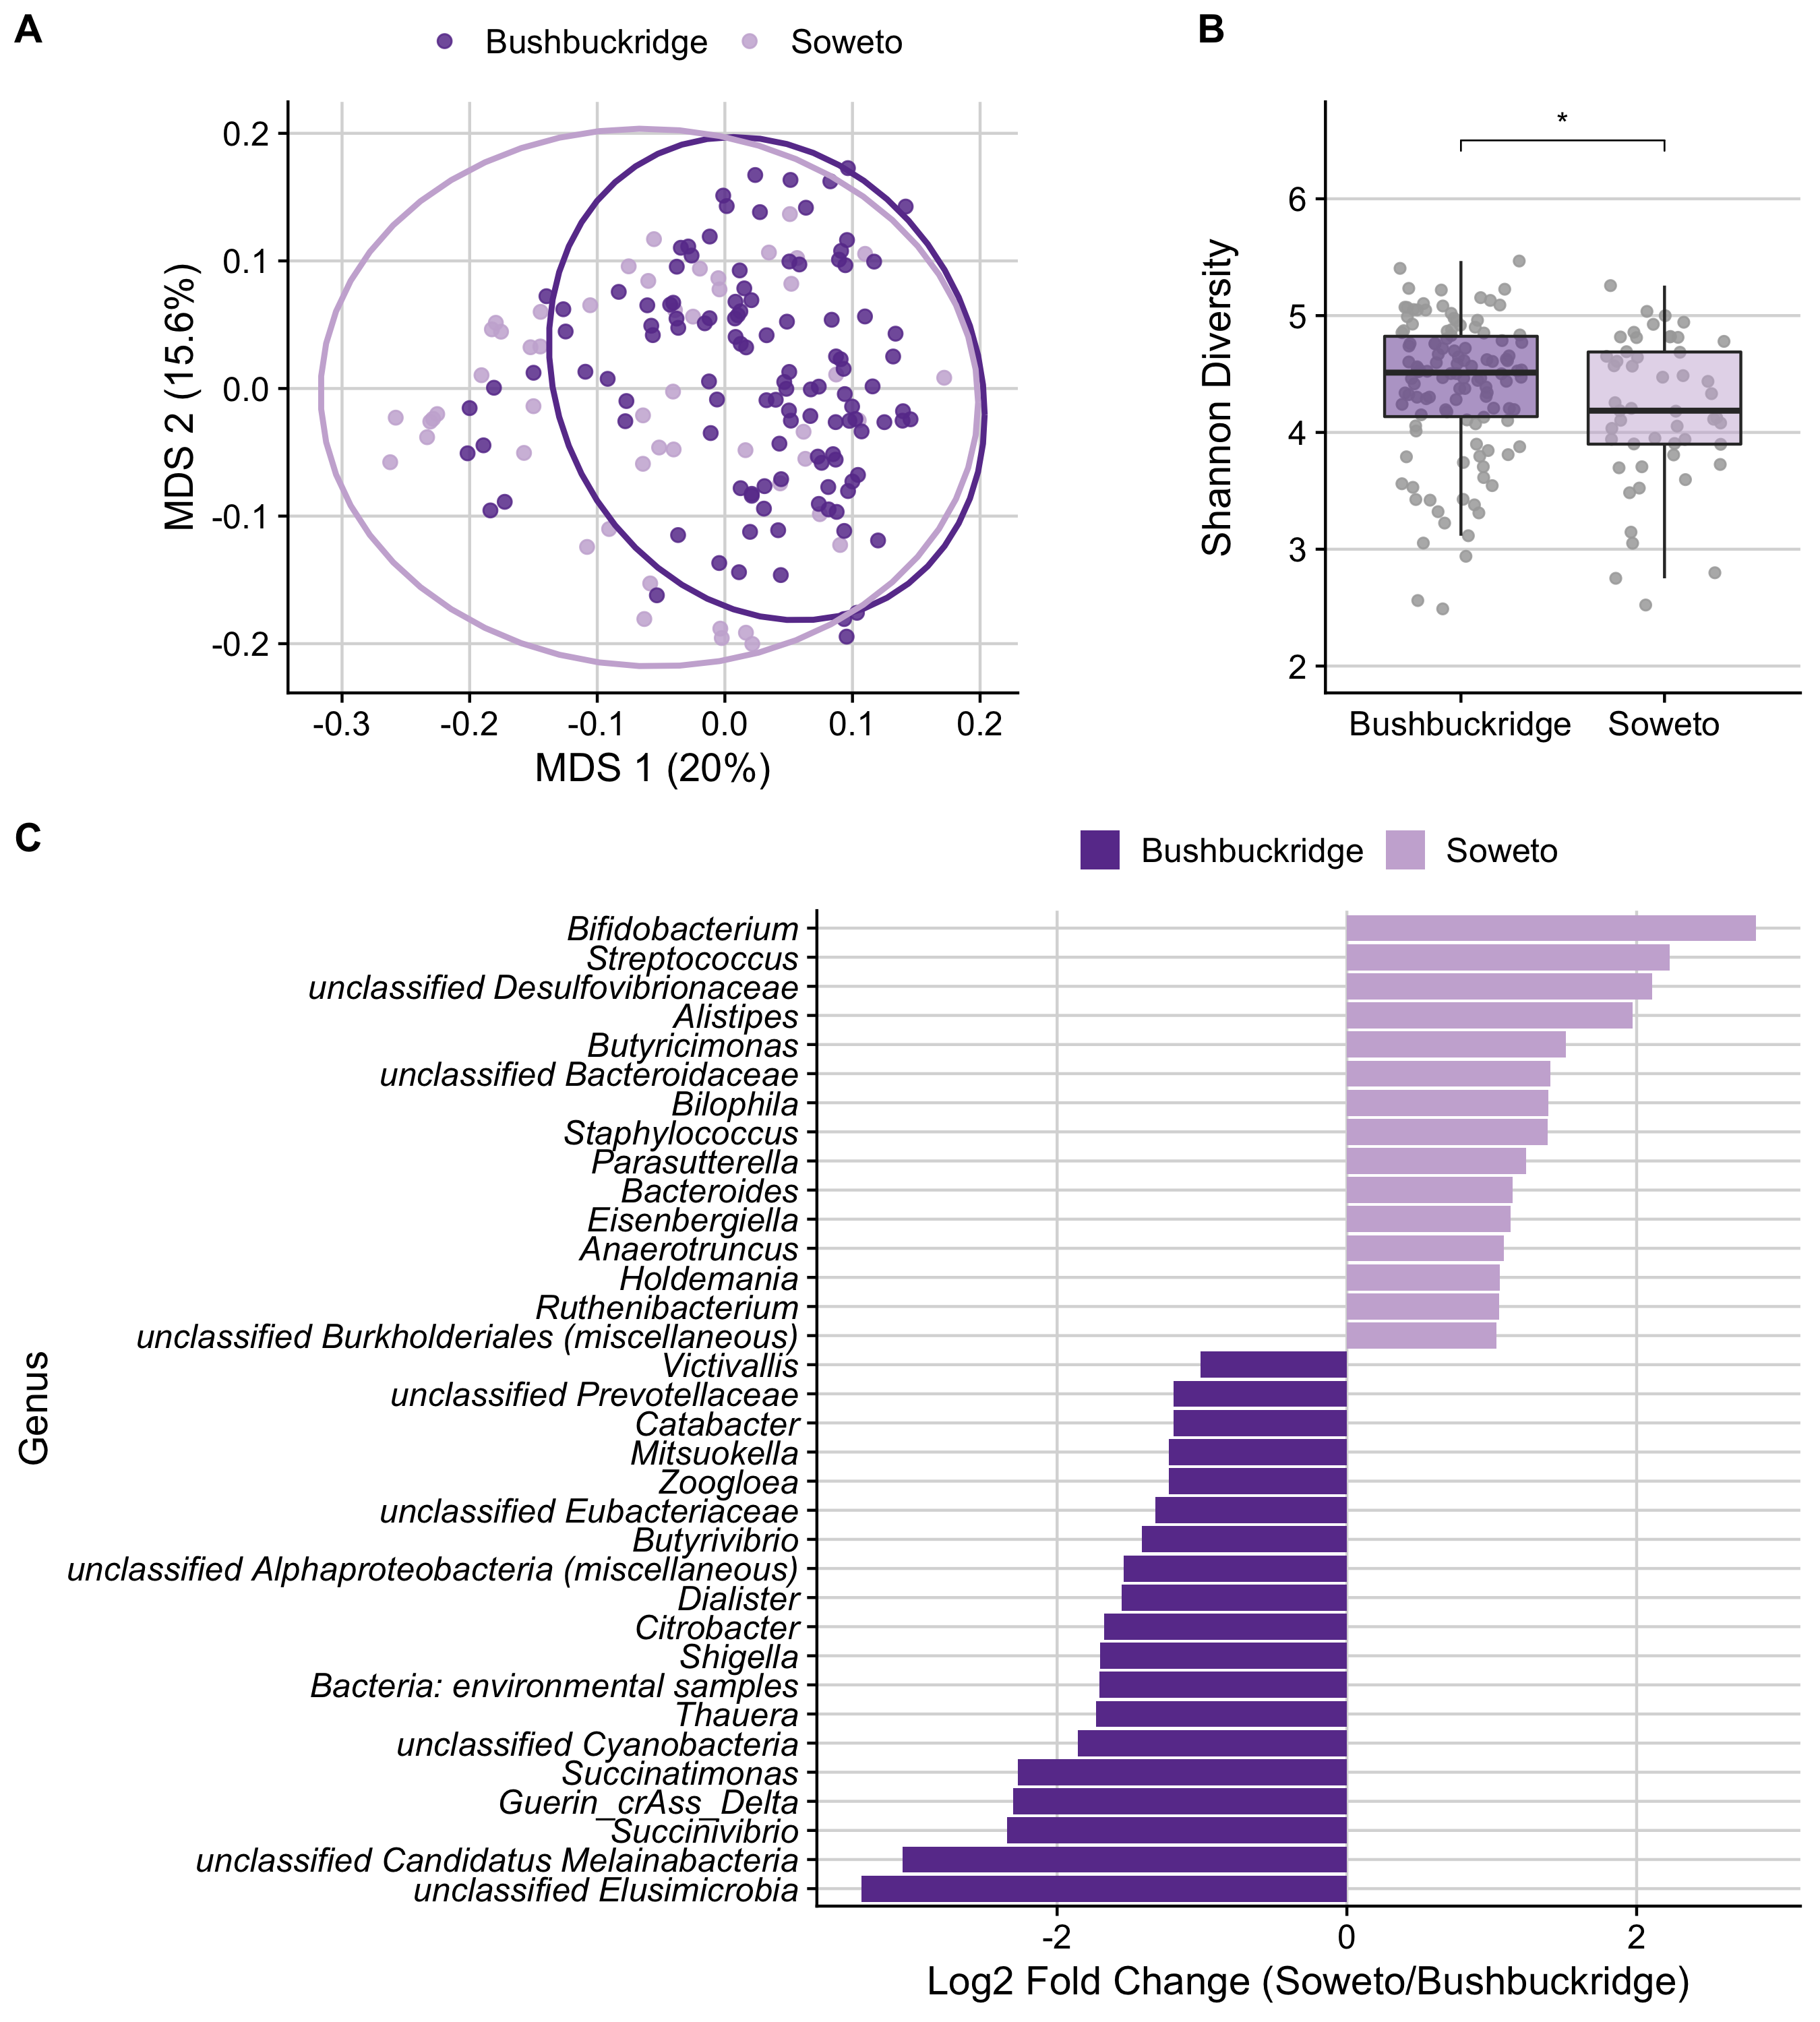 A
Bushbuckridge Soweto
MDS 2 (15.6%)
0.2
0.1
0.0
-0.1
-0.2
-0.3 -0.2 -0.1 0.0 0.1 0.2
MDS 1 (20%)
B
*
Shannon Diversity
6
5
4
3
2
Bushbuckridge Soweto
C
Bushbuckridge Soweto
Genus
Bifidobacterium
Streptococcus
unclassified Desulfovibrionaceae
Alistipes
Butyricimonas
unclassified Bacteroidaceae
Bilophila
Staphylococcus
Parasutterella
Bacteroides
Eisenbergiella
Anaerotruncus
Holdemania
Ruthenibacterium
unclassified Burkholderiales (miscellaneous)
Victivallis
unclassified Prevotellaceae
Catabacter
Mitsuokella
Zoogloea
unclassified Eubacteriaceae
Butyrivibrio
unclassified Alphaproteobacteria (miscellaneous)
Dialister
Citrobacter
Shigella
Bacteria: environmental samples
Thauera
unclassified Cyanobacteria
Succinatimonas
Guerin_crAss_Delta
Succinivibrio
unclassified Candidatus Melainabacteria
unclassified Elusimicrobia
-2 0 2
Log2 Fold Change (Soweto/Bushbuckridge)